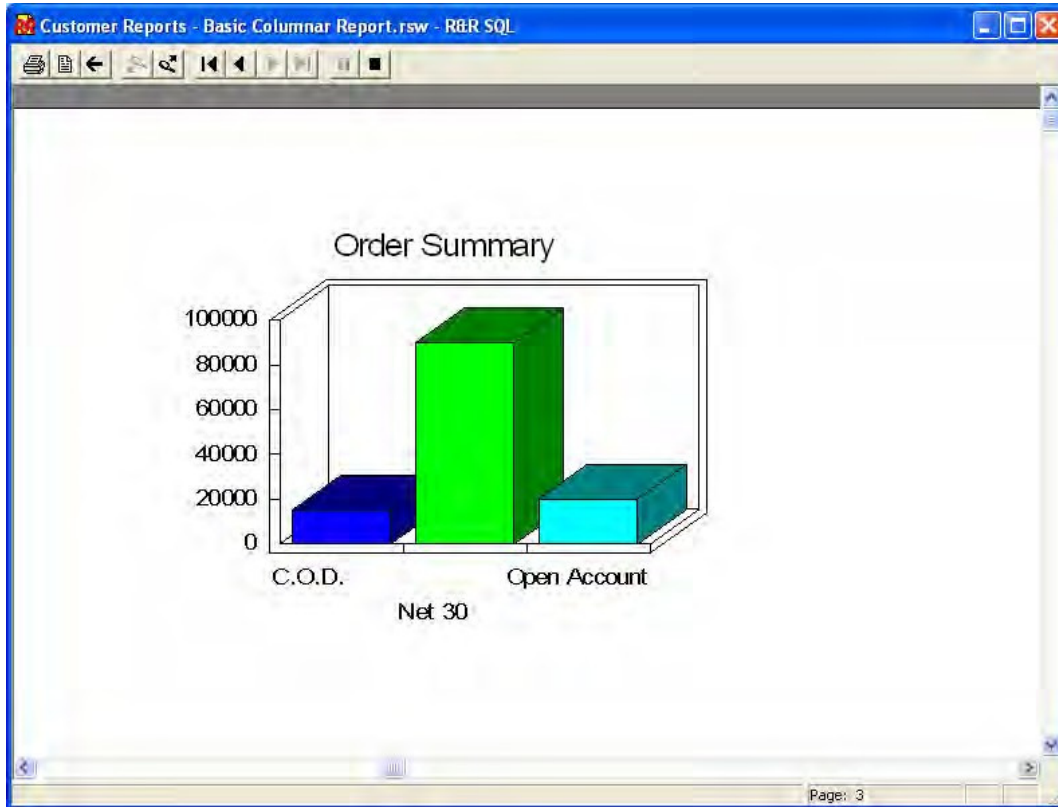 Customer Reports - Basic Columnar Report.rsw - R&R SQL
Order Summary
100000
80000
60000
40000
20000
0
C.O.D.
Open Account
Net 30
Page: 3